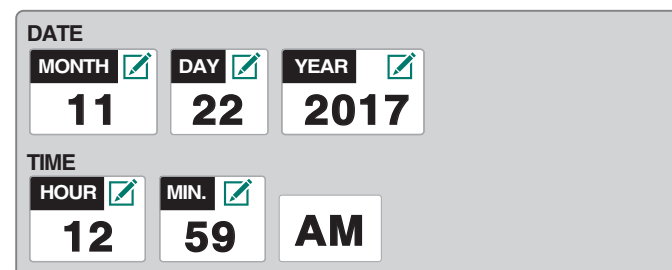 DATE
MONTH DAY YEAR
11 22 2017
TIME
HOUR MIN.
12 59 AM